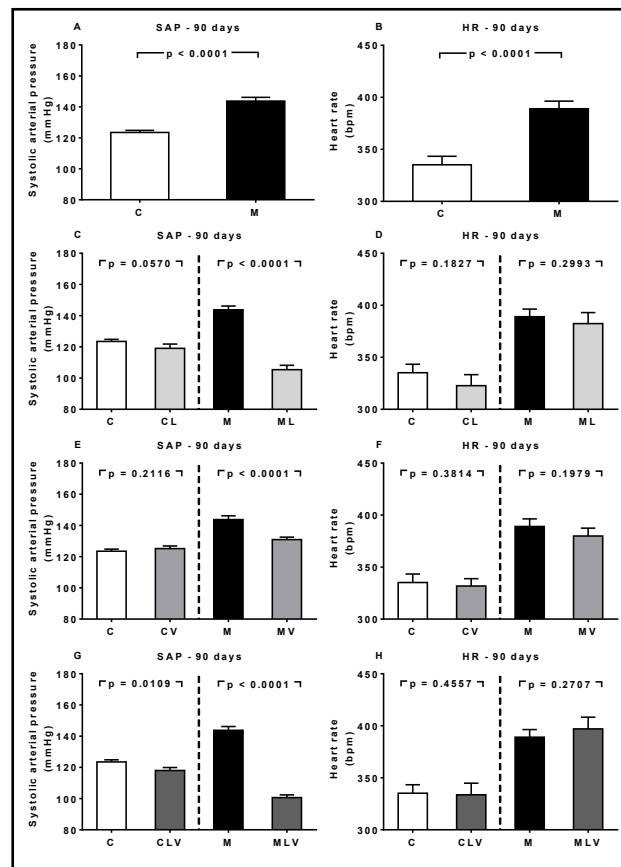 A SAP - 90 days
Systolic arterial pressure
(mmHg)
180
160
140
120
100
80
p < 0.0001
C M
B HR - 90 days
Heart rate
(bpm)
450
400
350
300
p < 0.0001
C M
C SAP - 90 days
Systolic arterial pressure
(mmHg)
180
160
140
120
100
80
p = 0.0570 p < 0.0001
C CL M ML
D HR - 90 days
Heart rate
(bpm)
450
400
350
300
p = 0.1827 p = 0.2993
C CL M ML
E SAP - 90 days
Systolic arterial pressure
(mmHg)
180
160
140
120
100
80
p = 0.2116 p < 0.0001
C CV M MV
F HR - 90 days
Heart rate
(bpm)
450
400
350
300
p = 0.3814 p = 0.1979
C CV M MV
G SAP - 90 days
Systolic arterial pressure
(mmHg)
180
160
140
120
100
80
p = 0.0109 p < 0.0001
C CLV M MLV
H HR - 90 days
Heart rate
(bpm)
450
400
350
300
p = 0.4557 p = 0.2707
C CLV M MLV